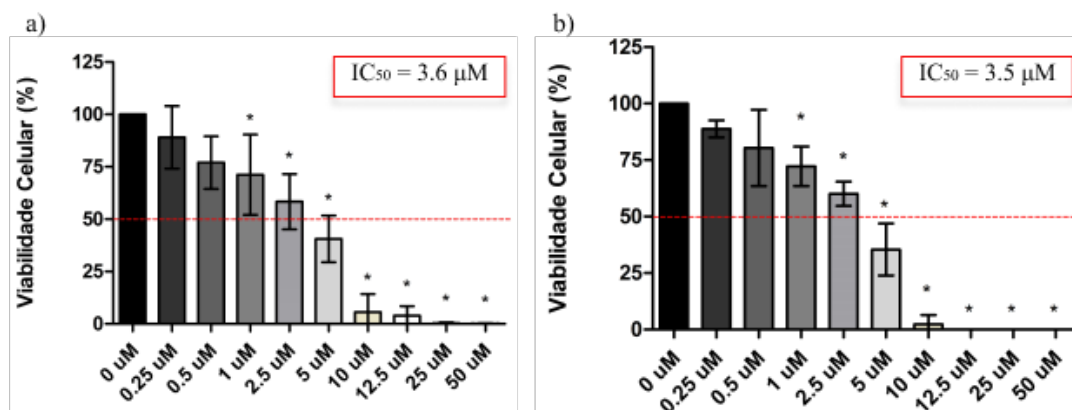 a)
IC₅₀ = 3.6 µM
Viabilidade Celular (%)
125
100
75
50
25
0
* * * * * * *
0 uM
0.25 uM
0.5 uM
1 uM
2.5 uM
5 uM
10 uM
12.5 uM
25 uM
50 uM
b)
IC₅₀ = 3.5 µM
Viabilidade Celular (%)
125
100
75
50
25
0
* * * * * * *
0 uM
0.25 uM
0.5 uM
1 uM
2.5 uM
5 uM
10 uM
12.5 uM
25 uM
50 uM